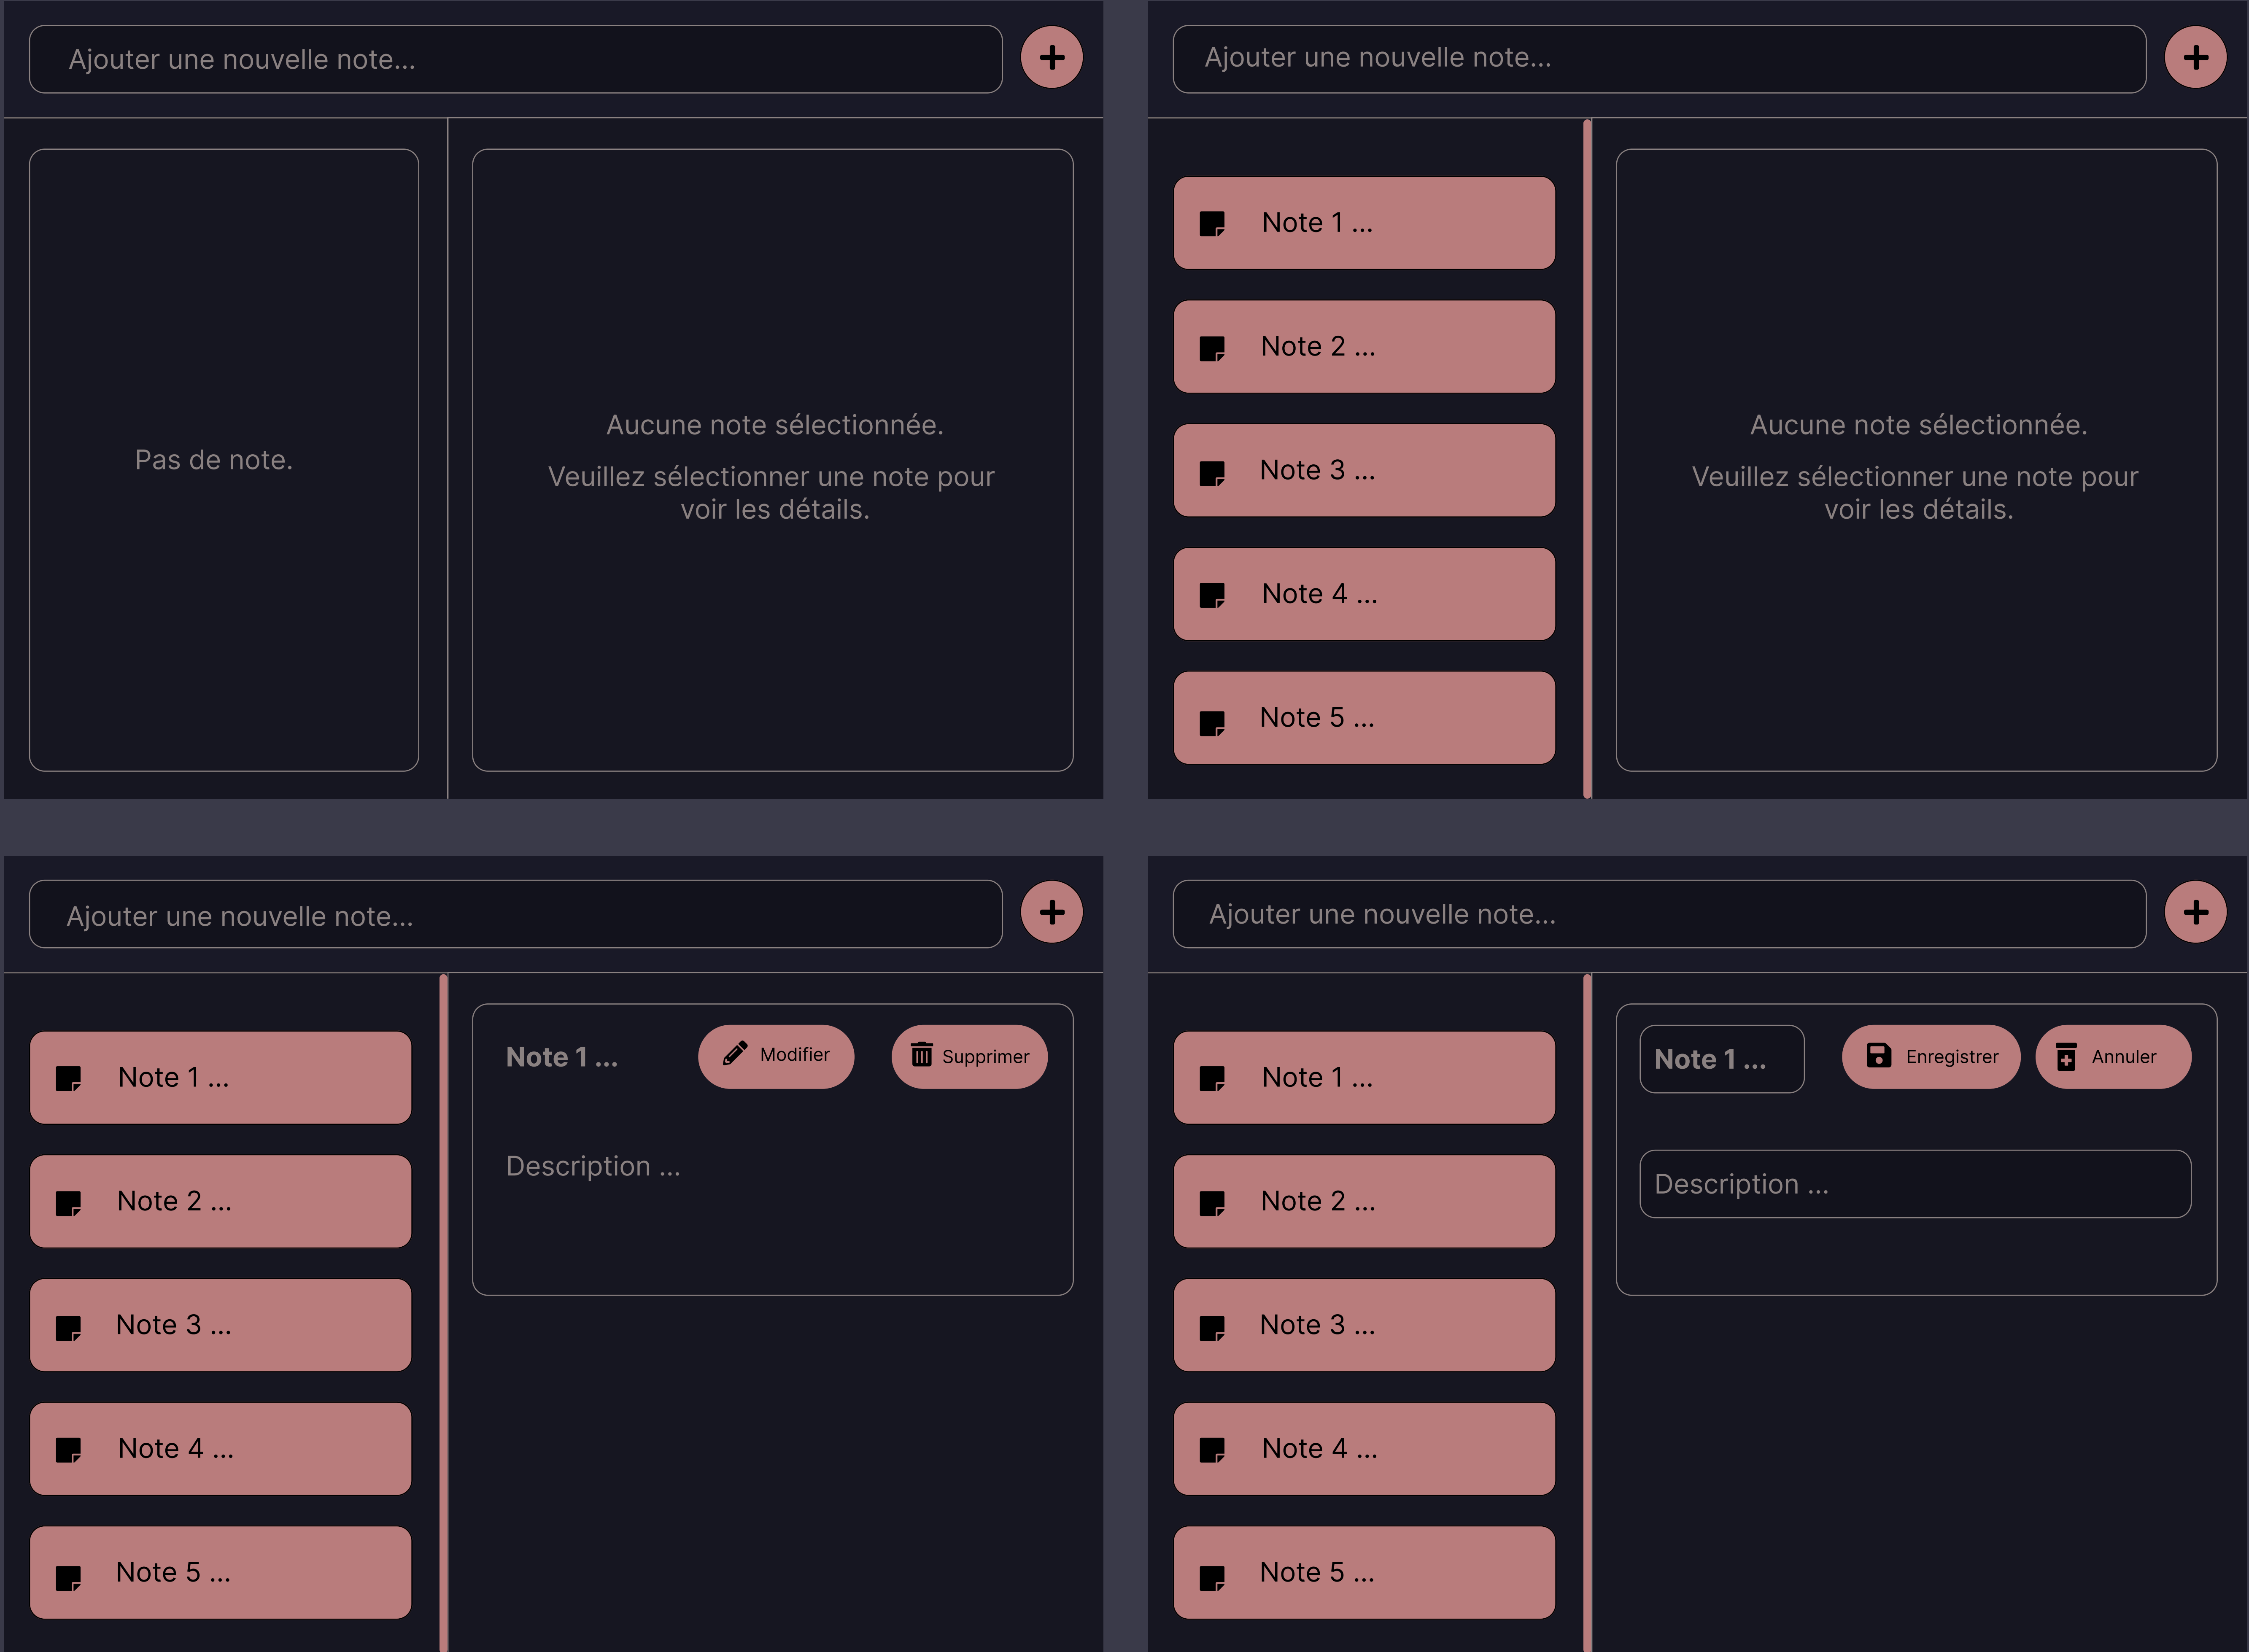 Ajouter une nouvelle note...
Pas de note.
Aucune note sélectionnée.
Veuillez sélectionner une note pour
voir les détails.
Ajouter une nouvelle note...
Note 1 ...
Note 2 ...
Note 3 ...
Note 4 ...
Note 5 ...
Aucune note sélectionnée.
Veuillez sélectionner une note pour
voir les détails.
Ajouter une nouvelle note...
Note 1 ...
Note 2 ...
Note 3 ...
Note 4 ...
Note 5 ...
Note 1 ...
Modifier
Supprimer
Description ...
Ajouter une nouvelle note...
Note 1 ...
Note 2 ...
Note 3 ...
Note 4 ...
Note 5 ...
Note 1 ...
Enregistrer
Annuler
Description ...